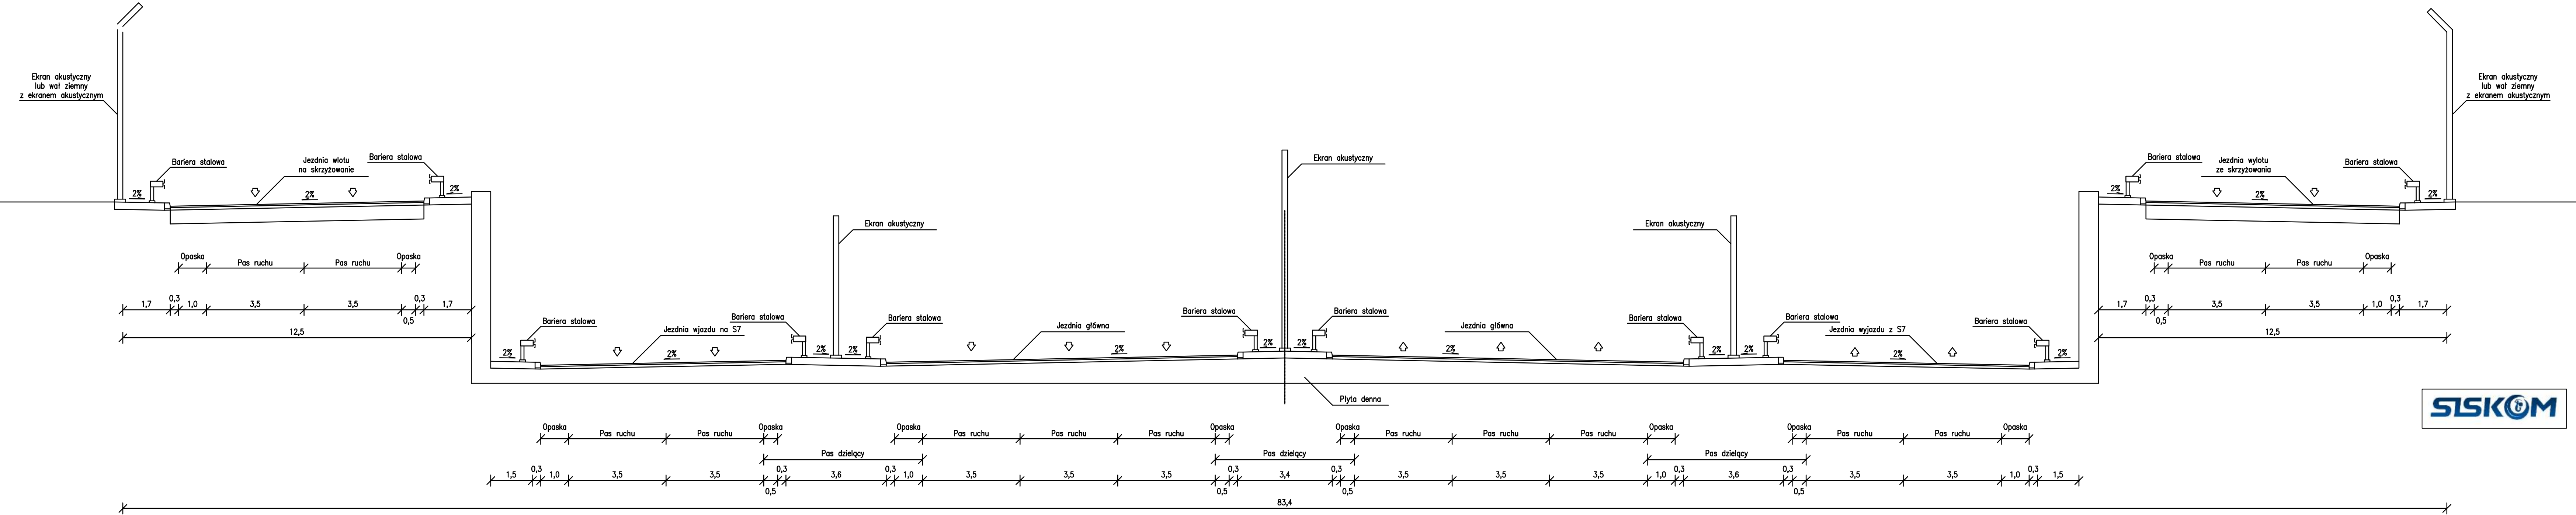 Ekran akustyczny
lub wał ziemny
z ekranem akustycznym
Ekran akustyczny
lub wał ziemny
z ekranem akustycznym
Bariera stalowa
Jezdnia wlotu
na skrzyżowanie
Bariera stalowa
Ekran akustyczny
Bariera stalowa
Jezdnia wylotu
ze skrzyżowania
Bariera stalowa
2% 2% 2% 2% 2% 2%
Ekran akustyczny
Ekran akustyczny
Opaska Pas ruchu Pas ruchu Opaska
Opaska Pas ruchu Pas ruchu Opaska
1,7 0,3 1,0 3,5 3,5 0,5 0,3 1,7
1,7 0,3 0,5 3,5 3,5 1,0 0,3 1,7
12,5
12,5
Bariera stalowa
Jezdnia wjazdu na S7
Bariera stalowa
Bariera stalowa
Jezdnia główna
Bariera stalowa
Bariera stalowa
Jezdnia główna
Bariera stalowa
Bariera stalowa
Jezdnia wyjazdu z S7
Bariera stalowa
2% 2% 2% 2% 2% 2% 2% 2% 2% 2% 2% 2%
Płyta denna
SISKOM
Opaska Pas ruchu Pas ruchu Opaska
Opaska Pas ruchu Pas ruchu Pas ruchu Opaska
Opaska Pas ruchu Pas ruchu Pas ruchu Opaska
Opaska Pas ruchu Pas ruchu Opaska
Pas dzielący
Pas dzielący
Pas dzielący
1,5 0,3 1,0 3,5 3,5 0,5 0,3 3,6 0,3 1,0 3,5 3,5 3,5 0,5 0,3 3,4 0,3 0,5 3,5 3,5 3,5 1,0 0,3 3,6 0,3 0,5 3,5 3,5 1,0 0,3 1,5
83,4